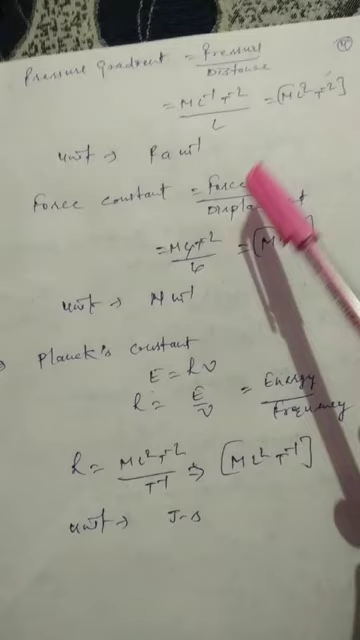 ④
Pressure Gradient = Pressure / Distance
= ML⁻¹T⁻² / L = [ML⁻²T⁻²]
unit → Pa m⁻¹
Force constant = Force / Displacement
= MLT⁻² / L = [M
unit → N m⁻¹
Planck's constant
E = hν
h = E / ν = Energy / Frequency
h = ML²T⁻² / T⁻¹ ⇒ [ML²T⁻¹]
unit → J-s